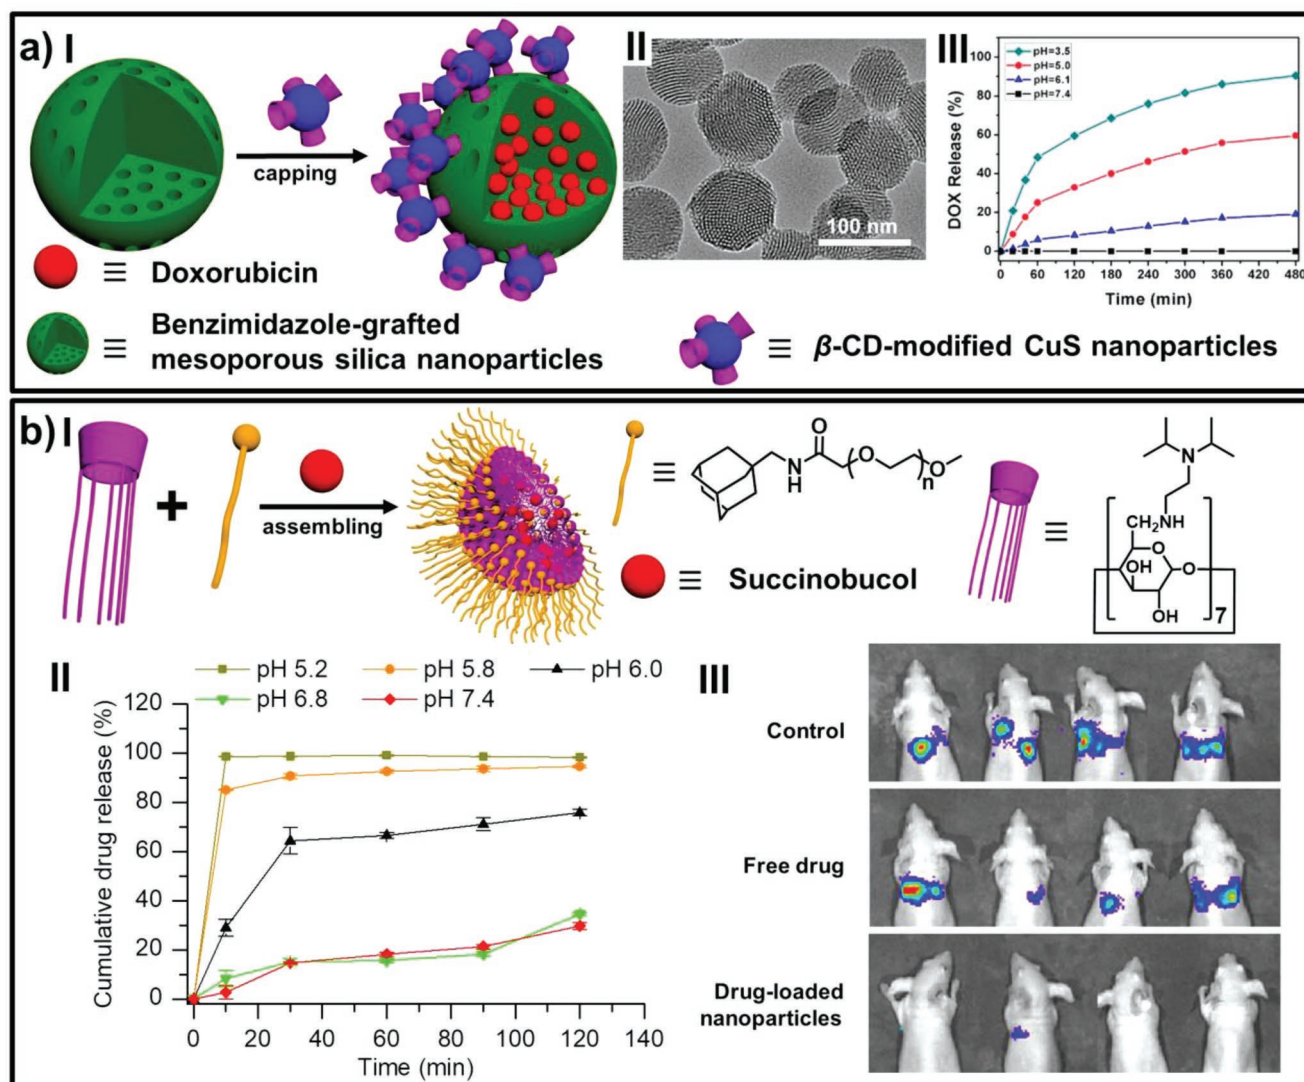 a) I
capping
≡ Doxorubicin
≡ Benzimidazole-grafted
mesoporous silica nanoparticles
II
100 nm
III
pH=3.5
pH=5.0
pH=6.1
pH=7.4
DOX Release (%)
100
80
60
40
20
0
0 60 120 180 240 300 360 420 480
Time (min)
≡ β-CD-modified CuS nanoparticles
b) I
+
assembling
≡
O
N
H
( O ) O
n
≡ Succinobucol
≡
N
CH2NH
O
OH
O
OH
7
II
pH 5.2 pH 5.8 pH 6.0
pH 6.8 pH 7.4
Cumulative drug release (%)
120
100
80
60
40
20
0
0 20 40 60 80 100 120 140
Time (min)
III
Control
Free drug
Drug-loaded
nanoparticles